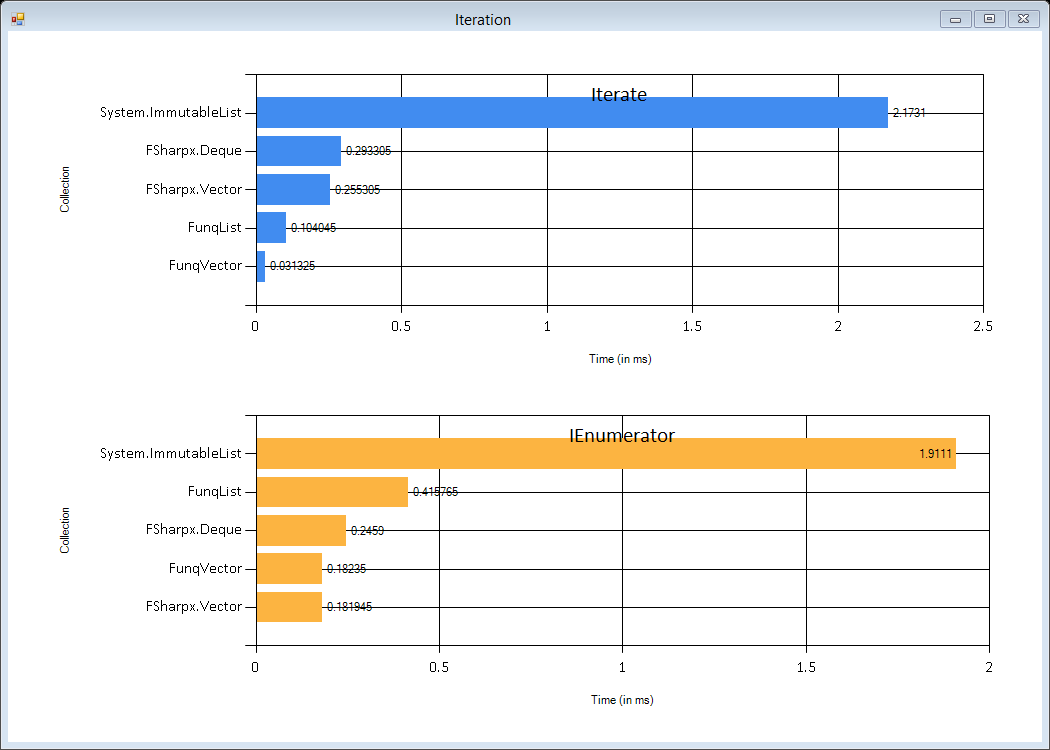 Iteration
Iterate
System.ImmutableList 2.1731
FSharpx.Deque 0.293305
FSharpx.Vector 0.255305
FunqList 0.104045
FunqVector 0.031325
Collection
0 0.5 1 1.5 2 2.5
Time (in ms)
IEnumerator
System.ImmutableList 1.9111
FunqList 0.415765
FSharpx.Deque 0.2459
FunqVector 0.18235
FSharpx.Vector 0.181945
Collection
0 0.5 1 1.5 2
Time (in ms)